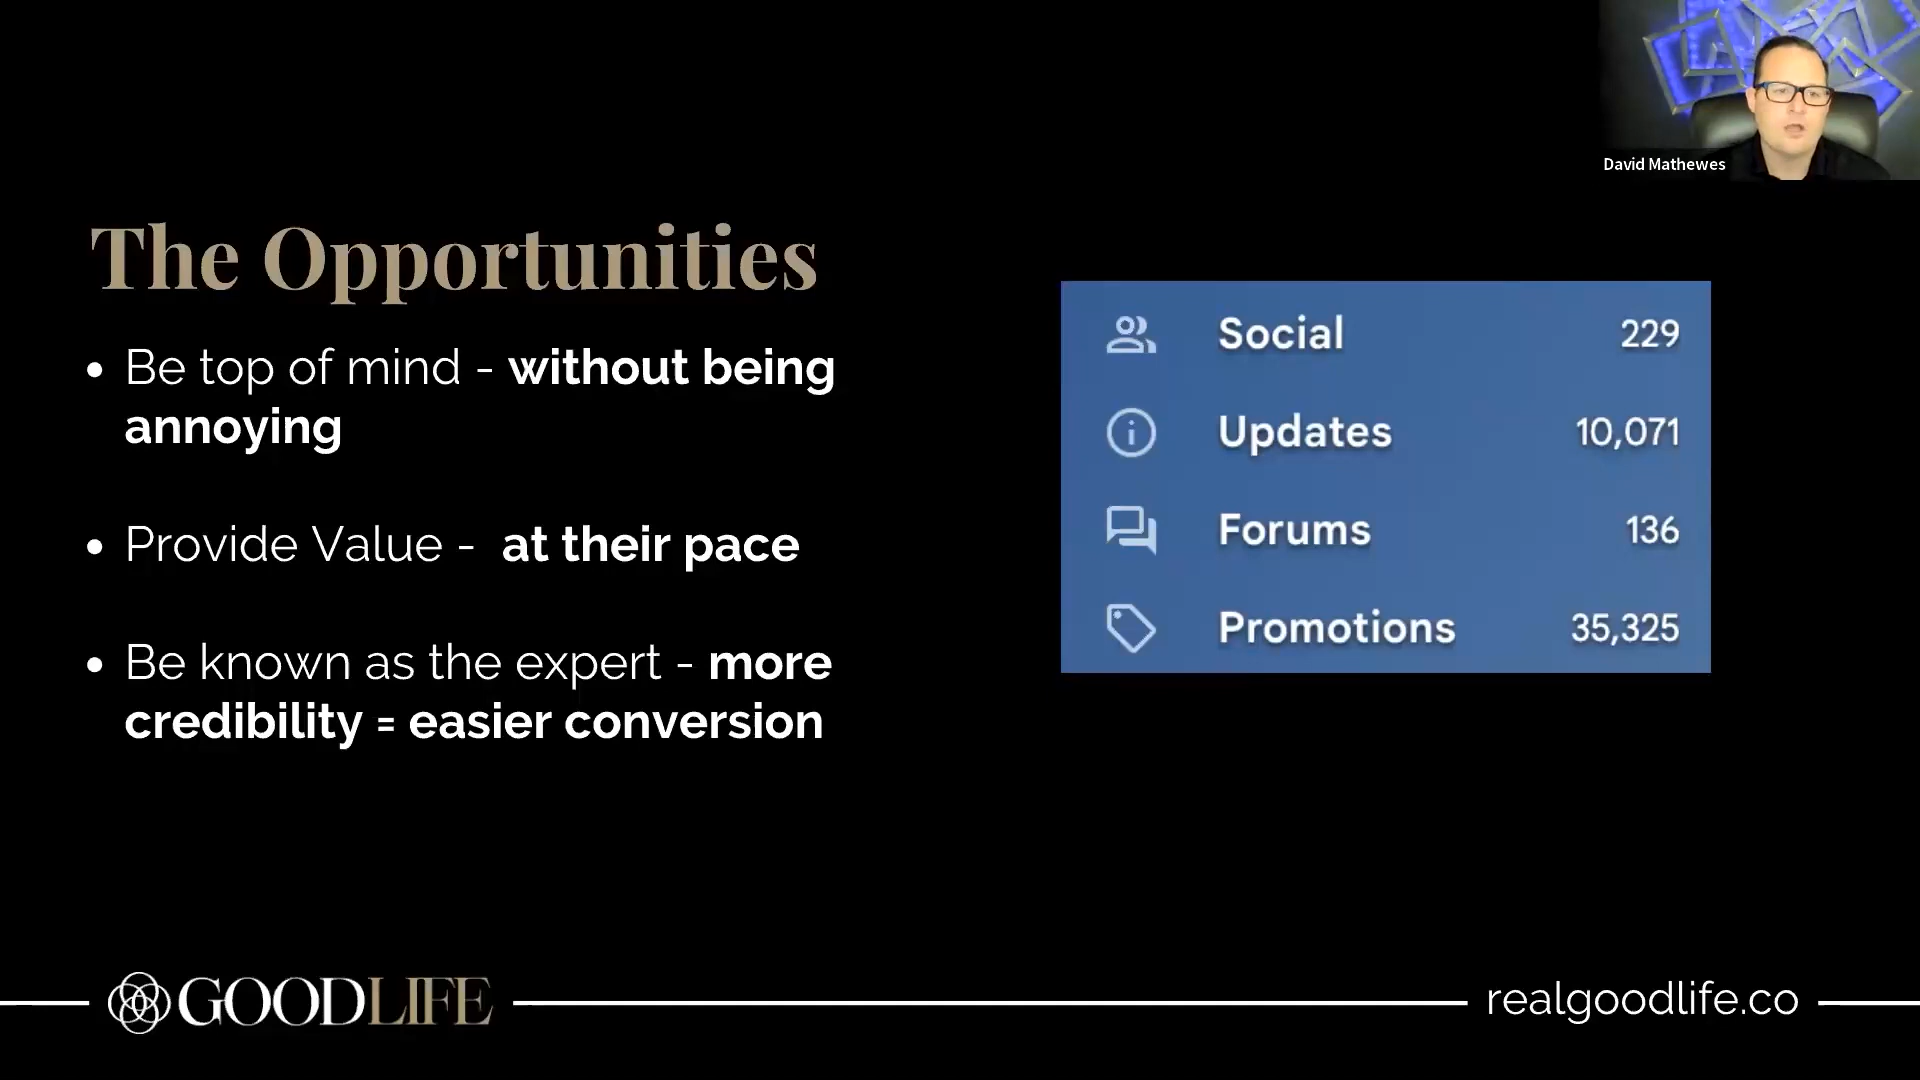 David Mathewes
The Opportunities
• Be top of mind - without being
annoying
• Provide Value - at their pace
• Be known as the expert - more
credibility = easier conversion
Social 229
Updates 10,071
Forums 136
Promotions 35,325
GOODLIFE
realgoodlife.co